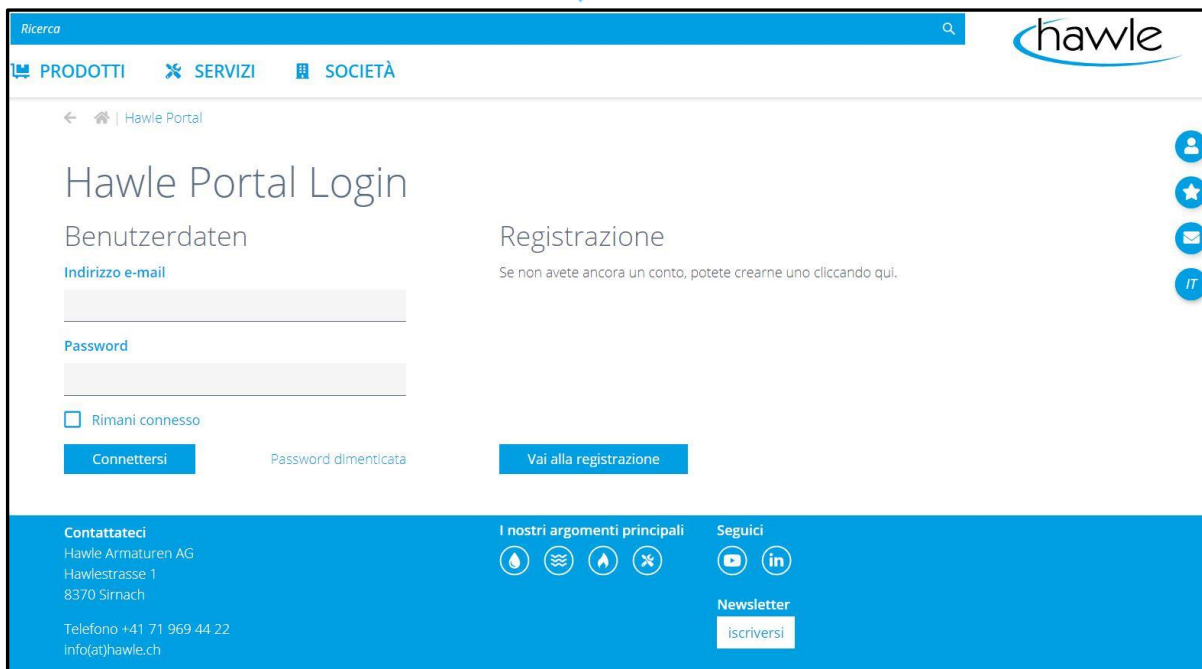 Ricerca
hawle
PRODOTTI SERVIZI SOCIETÀ
| Hawle Portal
Hawle Portal Login
Benutzerdaten
Indirizzo e-mail
Password
Rimani connesso
Connettersi Password dimenticata
Registrazione
Se non avete ancora un conto, potete crearne uno cliccando qui.
Vai alla registrazione
IT
Contattateci
Hawle Armaturen AG
Hawlestrasse 1
8370 Sirnach
Telefono +41 71 969 44 22
info(at)hawle.ch
I nostri argomenti principali
Seguici
in
Newsletter
iscriversi